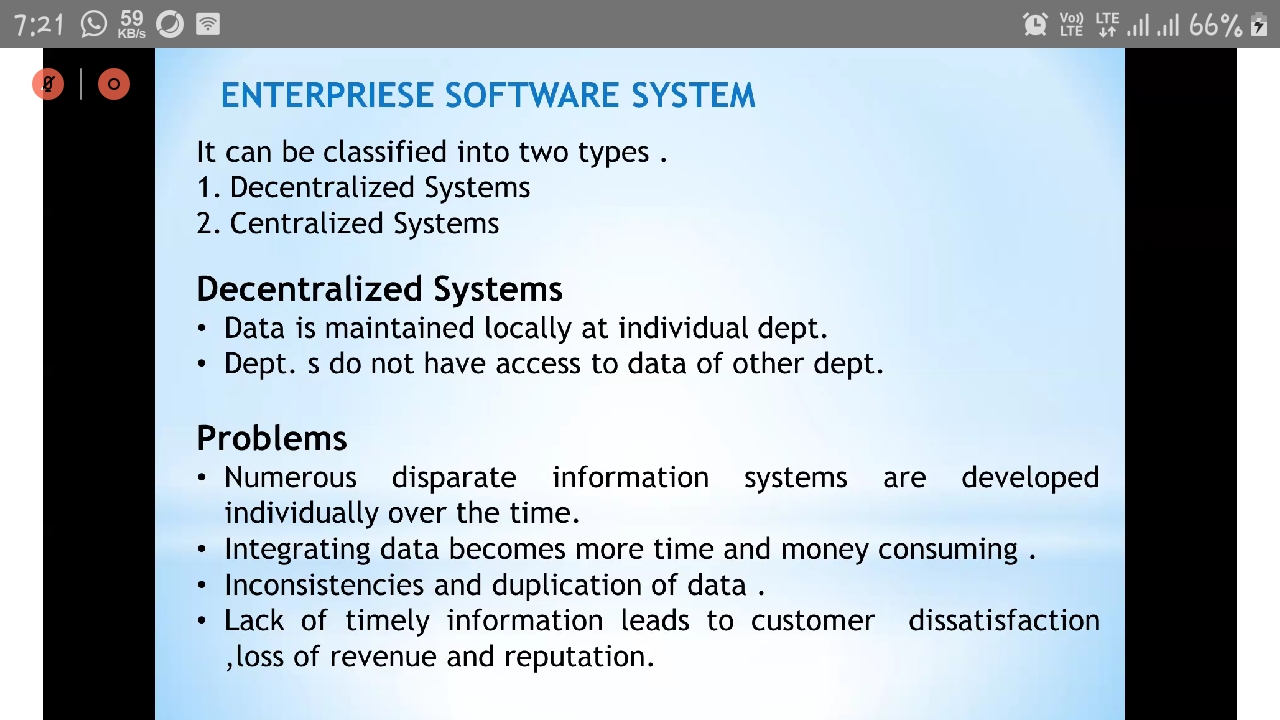 7:21 59 KB/s Vo)) LTE LTE 66%
ENTERPRIESE SOFTWARE SYSTEM
It can be classified into two types .
1. Decentralized Systems
2. Centralized Systems
Decentralized Systems
• Data is maintained locally at individual dept.
• Dept. s do not have access to data of other dept.
Problems
• Numerous disparate information systems are developed
individually over the time.
• Integrating data becomes more time and money consuming .
• Inconsistencies and duplication of data .
• Lack of timely information leads to customer dissatisfaction
,loss of revenue and reputation.